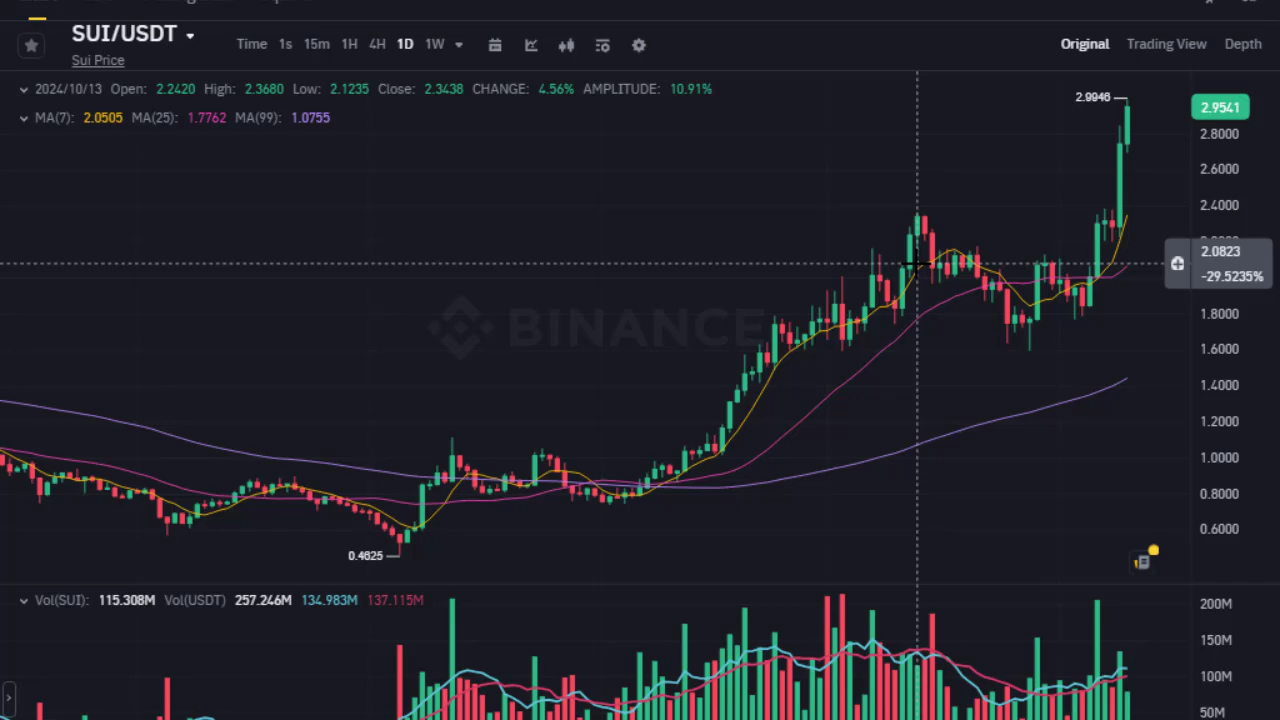 SUI/USDT
Sui Price
Time 1s 15m 1H 4H 1D 1W
Original Trading View Depth
2024/10/13 Open: 2.2420 High: 2.3680 Low: 2.1235 Close: 2.3438 CHANGE: 4.56% AMPLITUDE: 10.91%
MA(7): 2.0505 MA(25): 1.7762 MA(99): 1.0755
2.9946
2.9541
2.8000
2.6000
2.4000
2.0823
-29.5235%
1.8000
1.6000
1.4000
1.2000
1.0000
0.8000
0.6000
BINANCE
0.4625
Vol(SUI): 115.308M Vol(USDT) 257.246M 134.983M 137.115M
200M
150M
100M
50M